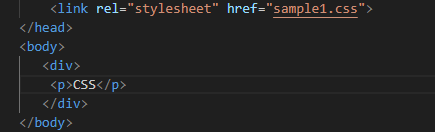 <link rel="stylesheet" href="sample1.css">
</head>
<body>
<div>
<p>CSS</p>
</div>
</body>